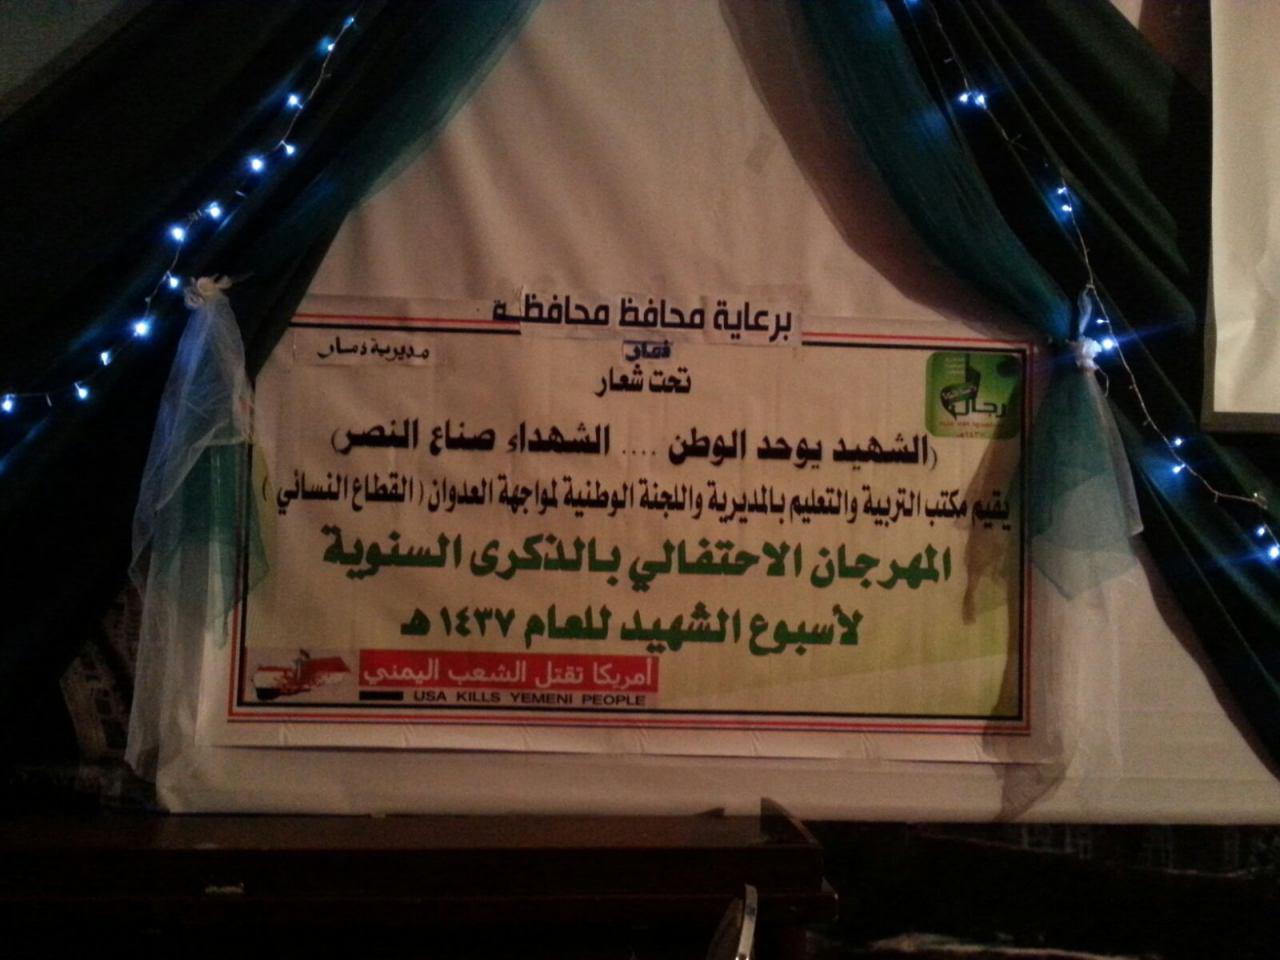 برعاية محافظ محافظة
ذمار
مديرية ذمار
تحت شعار
(الشهيد يوحد الوطن .... الشهداء صناع النصر)
يقيم مكتب التربية والتعليم بالمديرية واللجنة الوطنية لمواجهة العدوان ( القطاع النسائي )
المهرجان الاحتفالي بالذكرى السنوية
لأسبوع الشهيد للعام ١٤٣٧ هـ
رجال
أمريكا تقتل الشعب اليمني
USA KILLS YEMENI PEOPLE